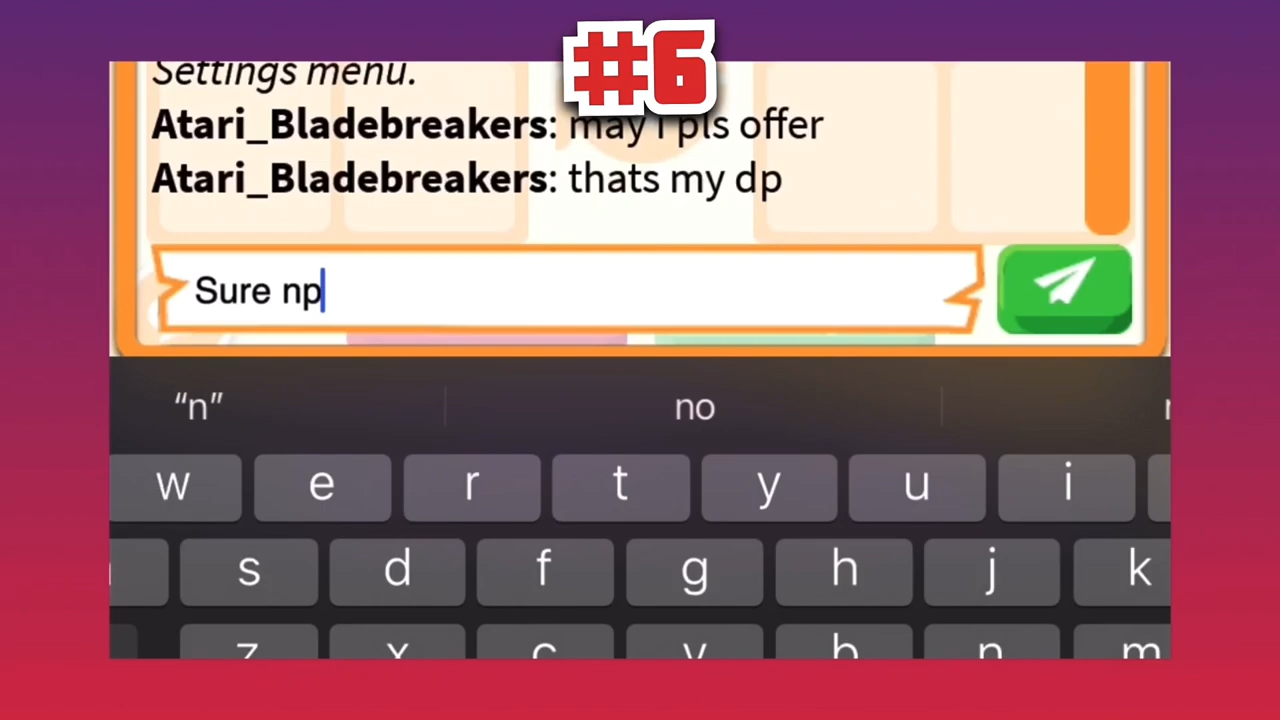 #6
Settings menu.
Atari_Bladebreakers: may I pls offer
Atari_Bladebreakers: thats my dp
Sure np
“n” no
w e r t y u i
s d f g h j k
z x c v b n m